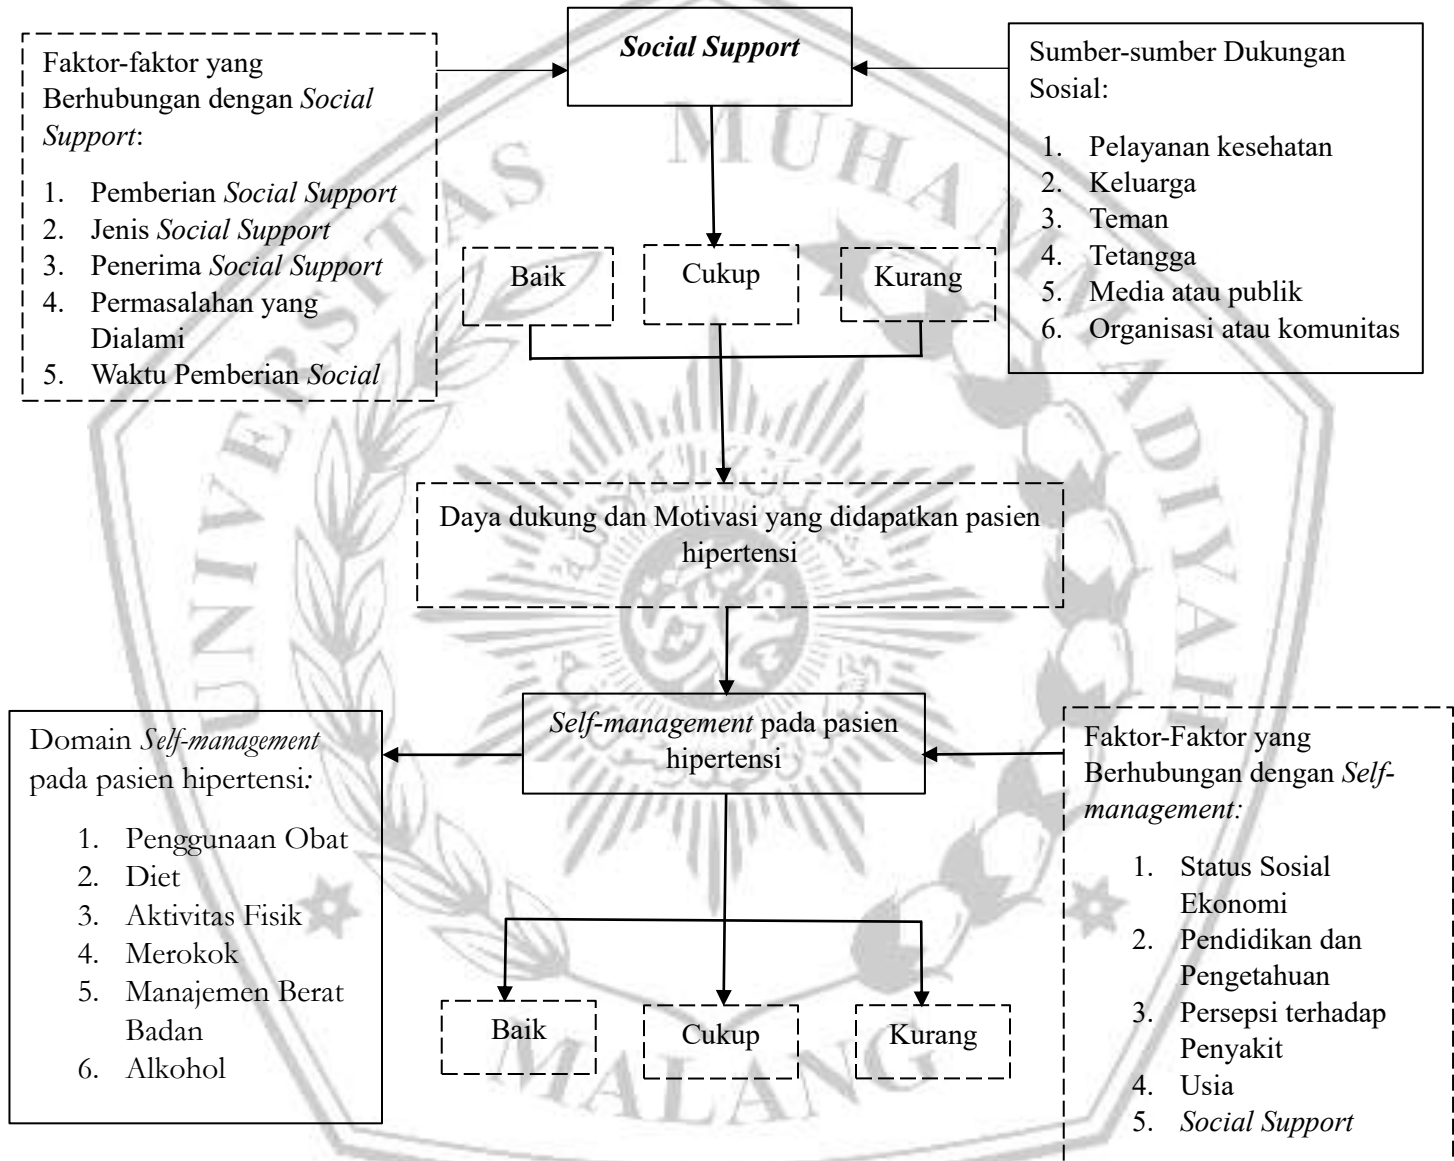 Social Support
Faktor-faktor yang
Berhubungan dengan Social
Support:
1. Pemberian Social Support
2. Jenis Social Support
3. Penerima Social Support
4. Permasalahan yang
Dialami
5. Waktu Pemberian Social
Sumber-sumber Dukungan
Sosial:
1. Pelayanan kesehatan
2. Keluarga
3. Teman
4. Tetangga
5. Media atau publik
6. Organisasi atau komunitas
Baik
Cukup
Kurang
Daya dukung dan Motivasi yang didapatkan pasien
hipertensi
Self-management pada pasien
hipertensi
Domain Self-management
pada pasien hipertensi:
1. Penggunaan Obat
2. Diet
3. Aktivitas Fisik
4. Merokok
5. Manajemen Berat
Badan
6. Alkohol
Faktor-Faktor yang
Berhubungan dengan Self-
management:
1. Status Sosial
Ekonomi
2. Pendidikan dan
Pengetahuan
3. Persepsi terhadap
Penyakit
4. Usia
5. Social Support
Baik
Cukup
Kurang
UNIVERSITAS MUHAMMADIYAH
MALANG